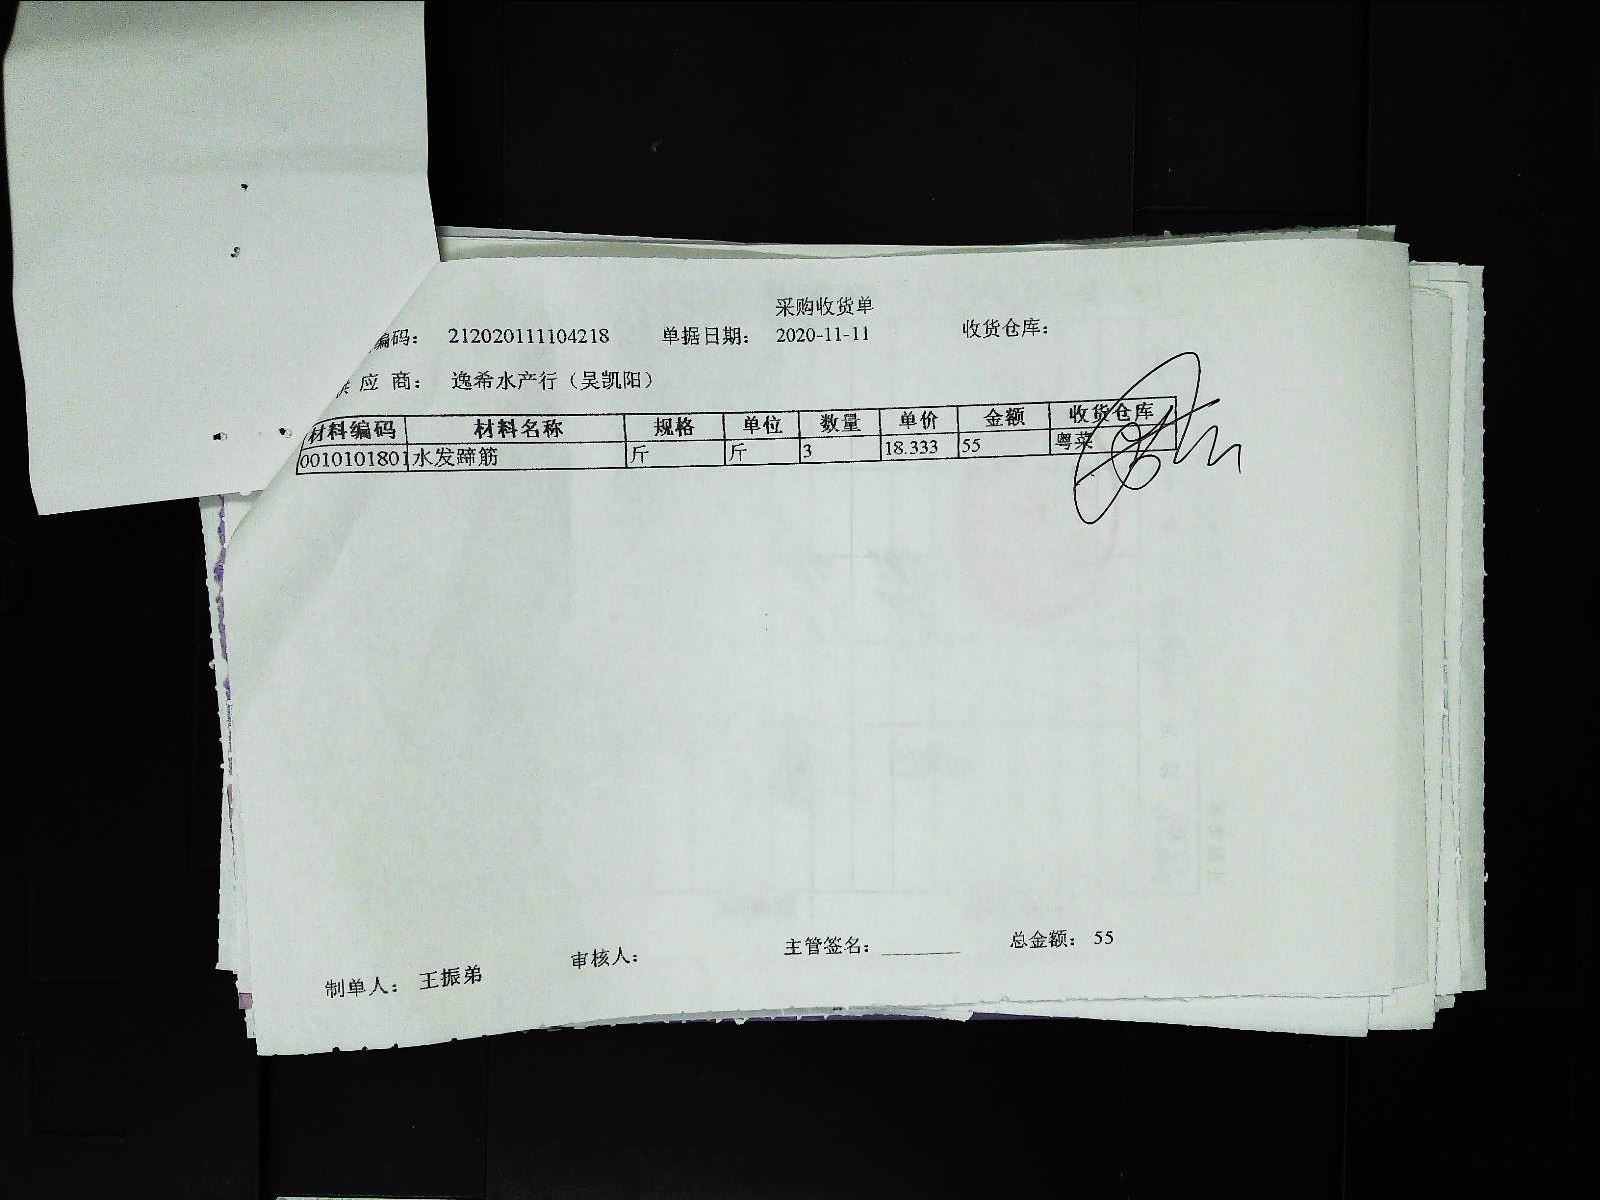 采购收货单
编码： 212020111104218 单据日期： 2020-11-11 收货仓库：
应 商： 逸希水产行（吴凯阳）
材料编码 材料名称 规格 单位 数量 单价 金额 收货仓库
0010101801 水发蹄筋 斤 斤 3 18.333 55 粤菜
制单人： 王振弟 审核人： 主管签名： 总金额： 55